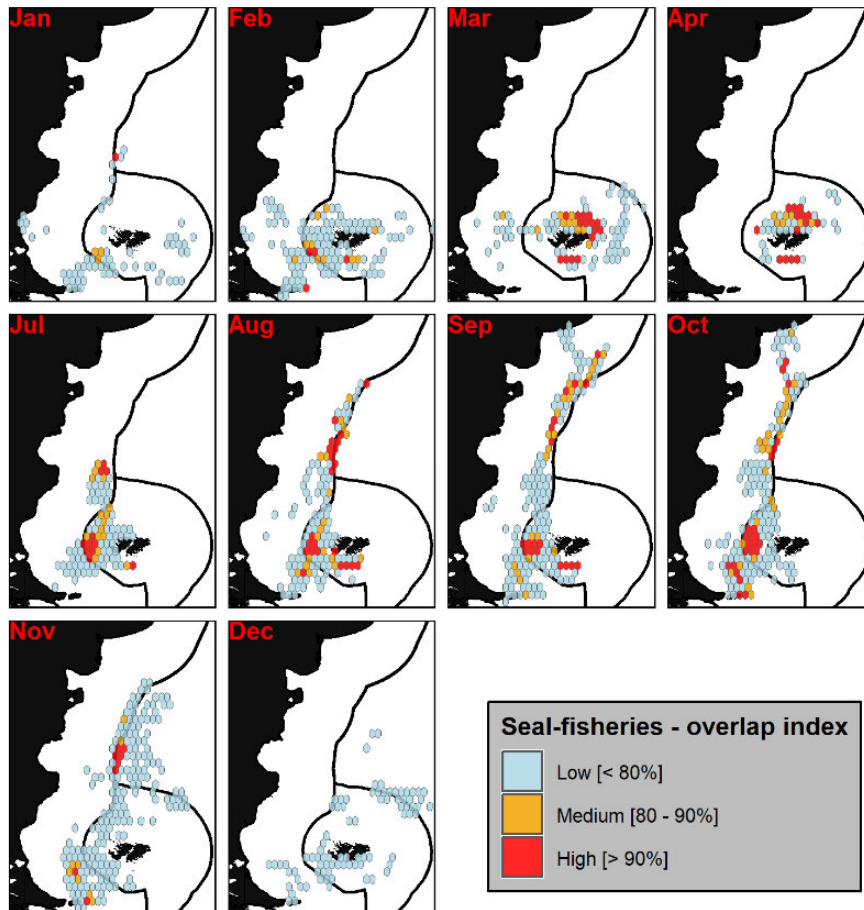 Jan
Feb
Mar
Apr
Jul
Aug
Sep
Oct
Nov
Dec
Seal-fisheries - overlap index
Low [< 80%]
Medium [80 - 90%]
High [> 90%]